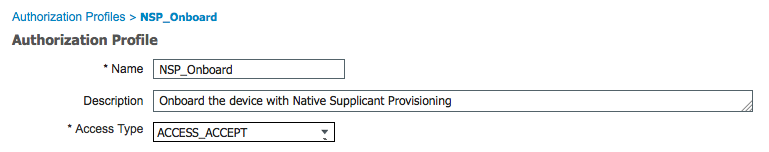 Authorization Profiles > NSP_Onboard
Authorization Profile
* Name NSP_Onboard
Description Onboard the device with Native Supplicant Provisioning
* Access Type ACCESS_ACCEPT